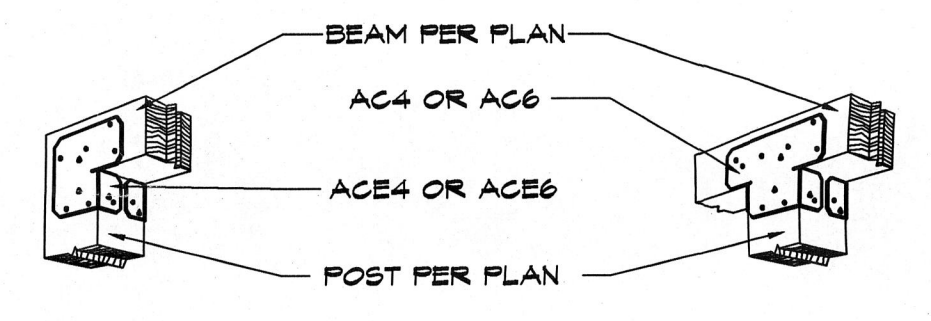 BEAM PER PLAN
AC4 OR AC6
ACE4 OR ACE6
POST PER PLAN